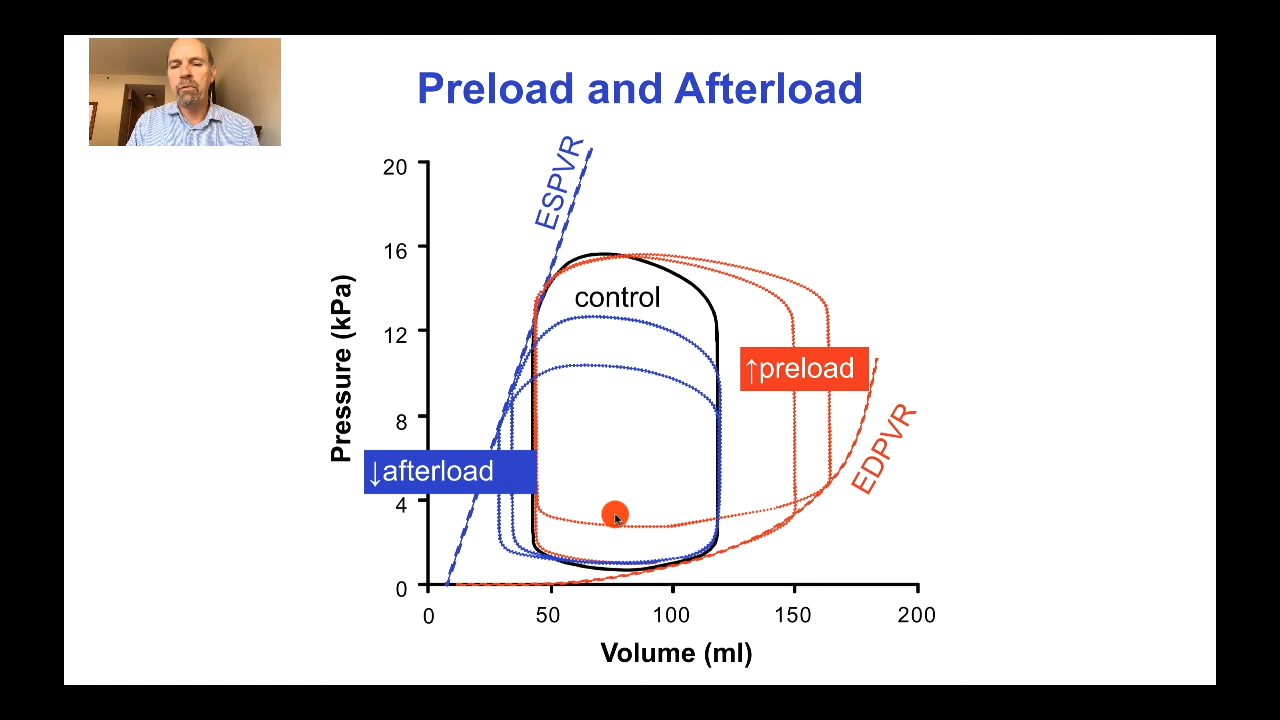 Preload and Afterload
ESPVR
20
16
control
12
↑preload
Pressure (kPa)
8
EDPVR
↓afterload
4
0
0 50 100 150 200
Volume (ml)